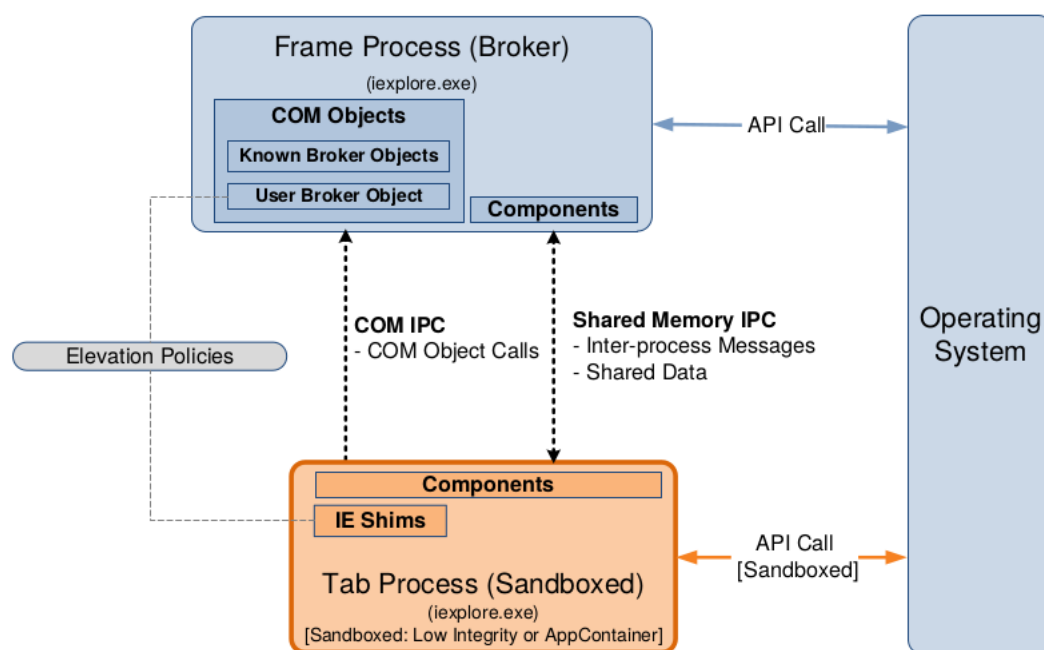 Frame Process (Broker)
(iexplore.exe)
COM Objects
Known Broker Objects
User Broker Object
Components
API Call
COM IPC
- COM Object Calls
Shared Memory IPC
- Inter-process Messages
- Shared Data
Elevation Policies
Operating
System
Components
IE Shims
Tab Process (Sandboxed)
(iexplore.exe)
[Sandboxed: Low Integrity or AppContainer]
API Call
[Sandboxed]